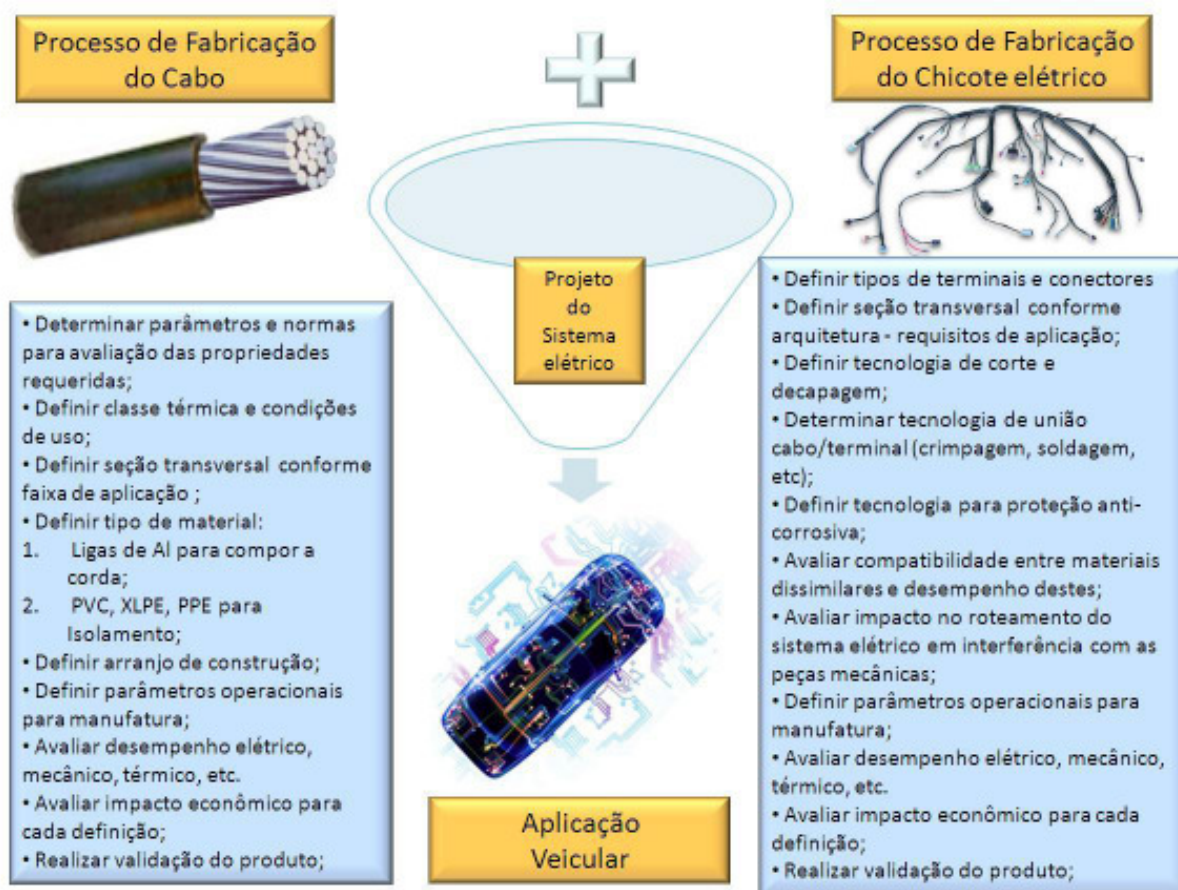 Processo de Fabricação
do Cabo
Processo de Fabricação
do Chicote elétrico
Projeto
do
Sistema
elétrico
• Determinar parâmetros e normas
para avaliação das propriedades
requeridas;
• Definir classe térmica e condições
de uso;
• Definir seção transversal conforme
faixa de aplicação ;
• Definir tipo de material:
1. Ligas de Al para compor a
corda;
2. PVC, XLPE, PPE para
Isolamento;
• Definir arranjo de construção;
• Definir parâmetros operacionais
para manufatura;
• Avaliar desempenho elétrico,
mecânico, térmico, etc.
• Avaliar impacto econômico para
cada definição;
• Realizar validação do produto;
• Definir tipos de terminais e conectores
• Definir seção transversal conforme
arquitetura - requisitos de aplicação;
• Definir tecnologia de corte e
decapagem;
• Determinar tecnologia de união
cabo/terminal (crimpagem, soldagem,
etc);
• Definir tecnologia para proteção anti-
corrosiva;
• Avaliar compatibilidade entre materiais
dissimilares e desempenho destes;
• Avaliar impacto no roteamento do
sistema elétrico em interferência com as
peças mecânicas;
• Definir parâmetros operacionais para
manufatura;
• Avaliar desempenho elétrico, mecânico,
térmico, etc.
• Avaliar impacto econômico para cada
definição;
• Realizar validação do produto;
Aplicação
Veicular